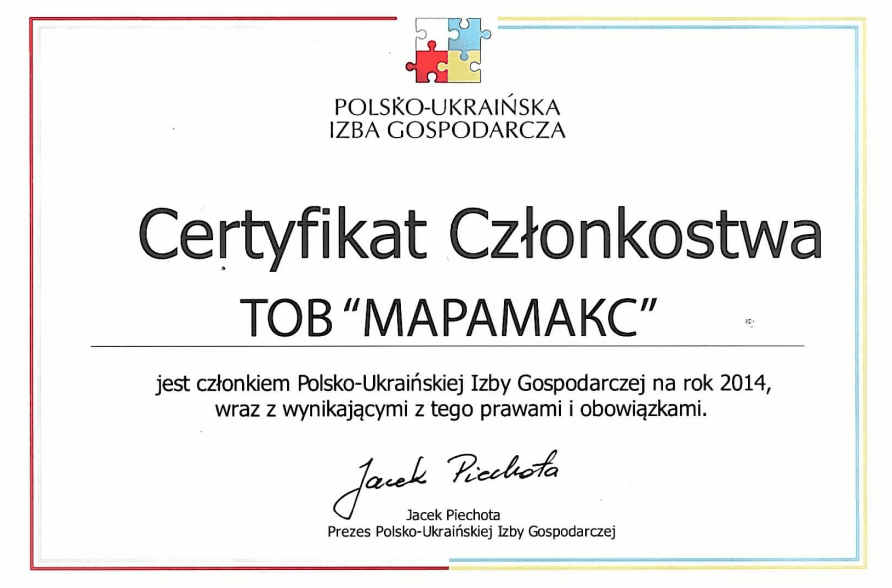 POLSKO-UKRAIŃSKA
IZBA GOSPODARCZA
Certyfikat Członkostwa
ТОВ "МАРАМАКС"
jest członkiem Polsko-Ukraińskiej Izby Gospodarczej na rok 2014,
wraz z wynikającymi z tego prawami i obowiązkami.
Jacek Piechota
Jacek Piechota
Prezes Polsko-Ukraińskiej Izby Gospodarczej